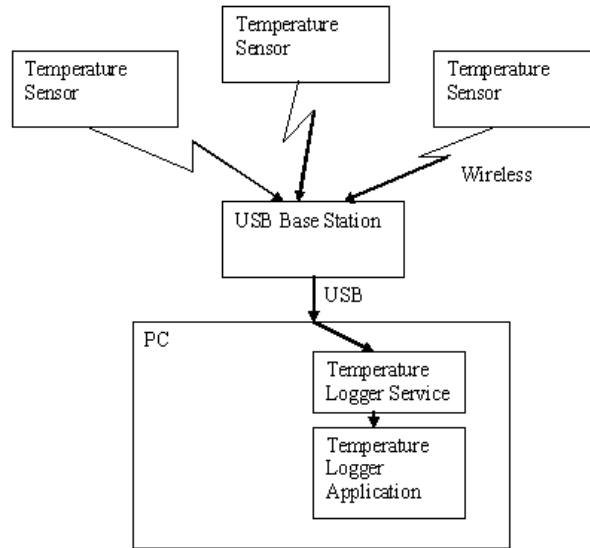 Temperature
Sensor
Temperature
Sensor
Temperature
Sensor
Wireless
USB Base Station
USB
PC
Temperature
Logger Service
Temperature
Logger
Application